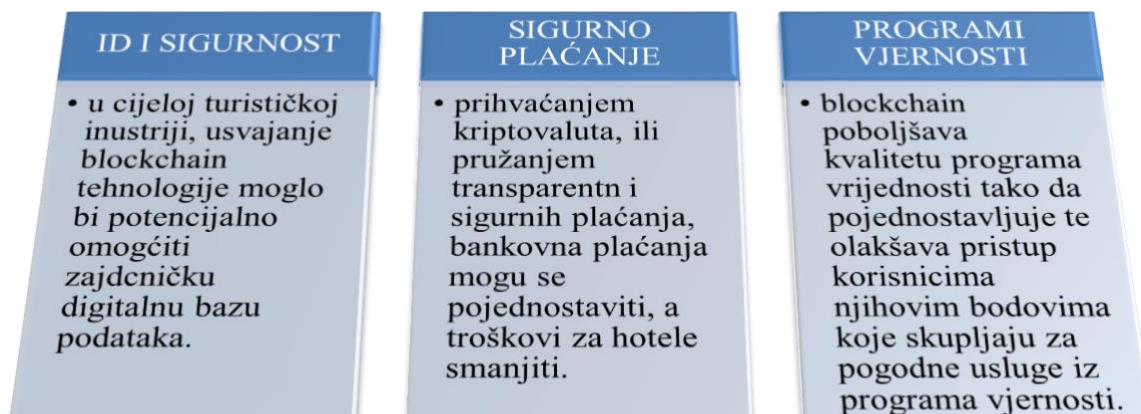 ID I SIGURNOST
• u cijeloj turističkoj
inustriji, usvajanje
blockchain
tehnologije moglo
bi potencijalno
omogćiti
zajdcničku
digitalnu bazu
podataka.
SIGURNO
PLAĆANJE
• prihvaćanjem
kriptovaluta, ili
pružanjem
transparentn i
sigurnih plaćanja,
bankovna plaćanja
mogu se
pojednostaviti, a
troškovi za hotele
smanjiti.
PROGRAMI
VJERNOSTI
• blockchain
poboljšava
kvalitetu programa
vrijednosti tako da
pojednostavljuje te
olakšava pristup
korisnicima
njihovim bodovima
koje skupljaju za
pogodne usluge iz
programa vjernosti.